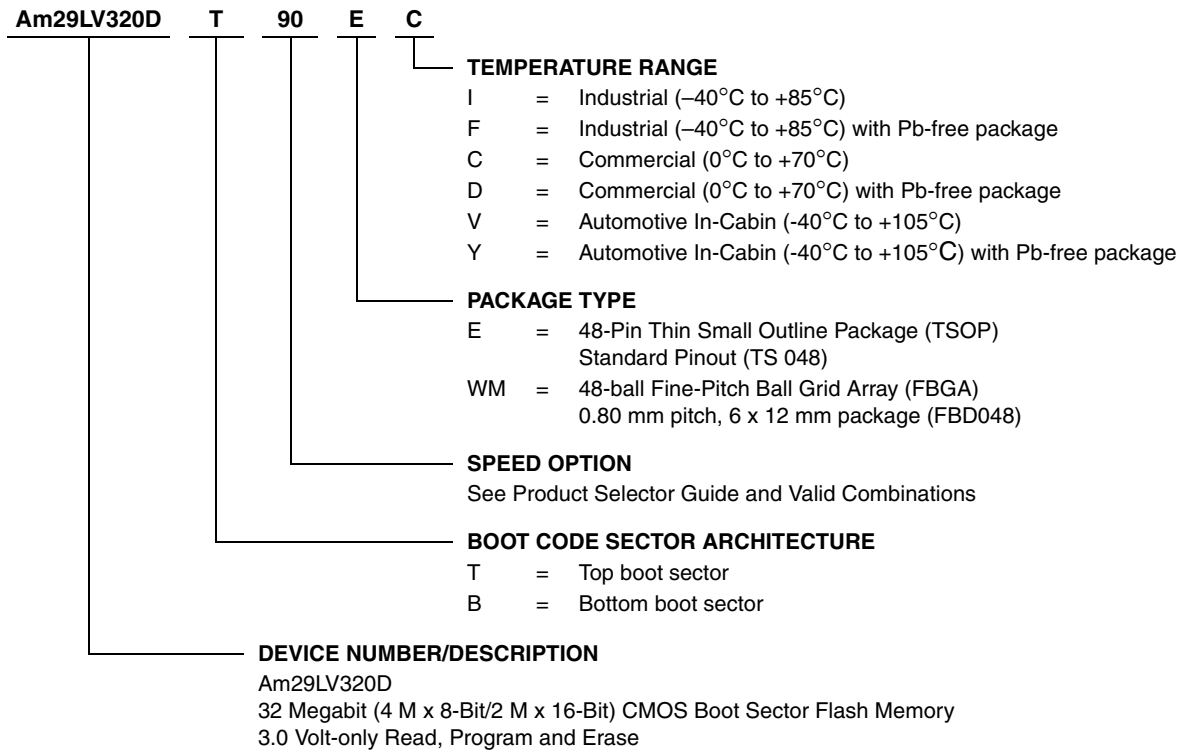 Am29LV320D T 90 E C
TEMPERATURE RANGE
I = Industrial (–40°C to +85°C)
F = Industrial (–40°C to +85°C) with Pb-free package
C = Commercial (0°C to +70°C)
D = Commercial (0°C to +70°C) with Pb-free package
V = Automotive In-Cabin (-40°C to +105°C)
Y = Automotive In-Cabin (-40°C to +105°C) with Pb-free package
PACKAGE TYPE
E = 48-Pin Thin Small Outline Package (TSOP)
Standard Pinout (TS 048)
WM = 48-ball Fine-Pitch Ball Grid Array (FBGA)
0.80 mm pitch, 6 x 12 mm package (FBD048)
SPEED OPTION
See Product Selector Guide and Valid Combinations
BOOT CODE SECTOR ARCHITECTURE
T = Top boot sector
B = Bottom boot sector
DEVICE NUMBER/DESCRIPTION
Am29LV320D
32 Megabit (4 M x 8-Bit/2 M x 16-Bit) CMOS Boot Sector Flash Memory
3.0 Volt-only Read, Program and Erase